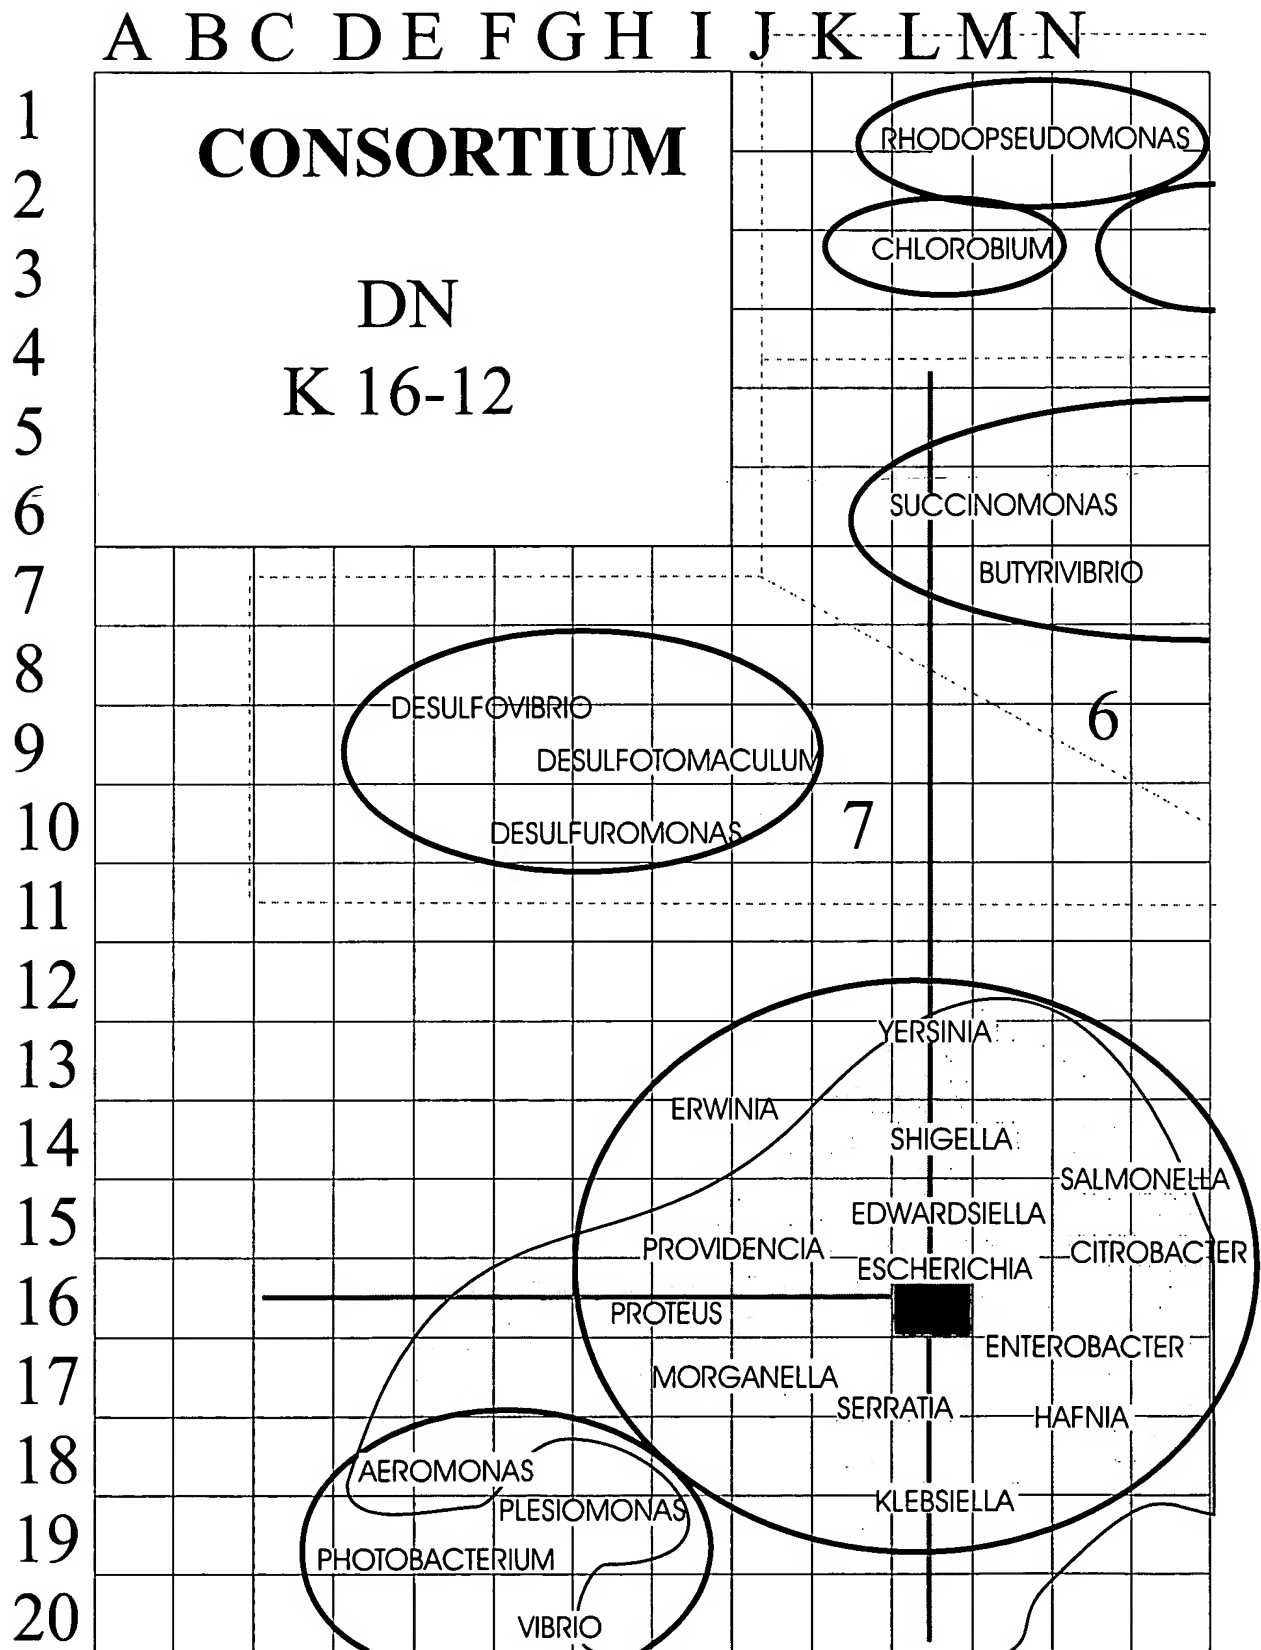 A B C D E F G H I J K L M N
1
RHODOPSEUDOMONAS
CONSORTIUM
2
CHLOROBIUM
3
DN
4
K 16-12
5
6
SUCCINOMONAS
BUTYRIVIBRIO
7
8
DESULFOVIBRIO
6
9
DESULFOTOMACULUM
10
DESULFUROMONAS
7
11
12
YERSINIA
13
ERWINIA
14
SHIGELLA
SALMONELLA
15
EDWARDSIELLA
PROVIDENCIA
CITROBACTER
ESCHERICHIA
16
PROTEUS
ENTEROBACTER
17
MORGANELLA
SERRATIA
HAFNIA
18
AEROMONAS
KLEBSIELLA
PLESIOMONAS
19
PHOTOBACTERIUM
20
VIBRIO